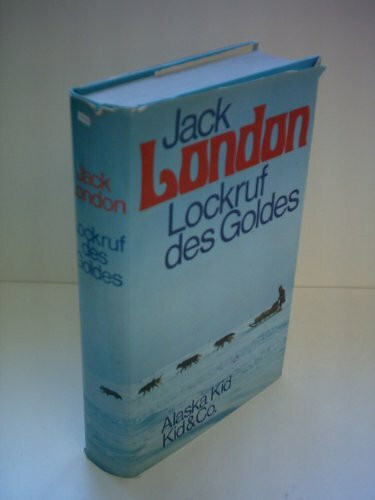 Jack
London
Lockruf
des Goldes
Alaska Kid
Kid & Co.
Jack
London
Lockruf
des
Goldes